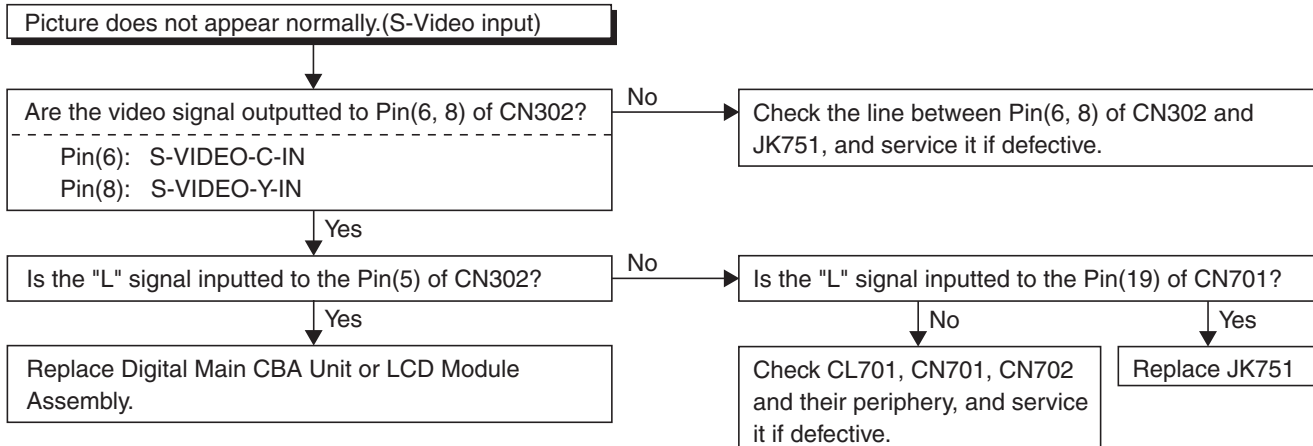 Picture does not appear normally.(S-Video input)
Are the video signal outputted to Pin(6, 8) of CN302?
Pin(6): S-VIDEO-C-IN
Pin(8): S-VIDEO-Y-IN
No
Check the line between Pin(6, 8) of CN302 and
JK751, and service it if defective.
Yes
Is the "L" signal inputted to the Pin(5) of CN302?
No
Is the "L" signal inputted to the Pin(19) of CN701?
Yes
Replace Digital Main CBA Unit or LCD Module
Assembly.
No
Check CL701, CN701, CN702
and their periphery, and service
it if defective.
Yes
Replace JK751